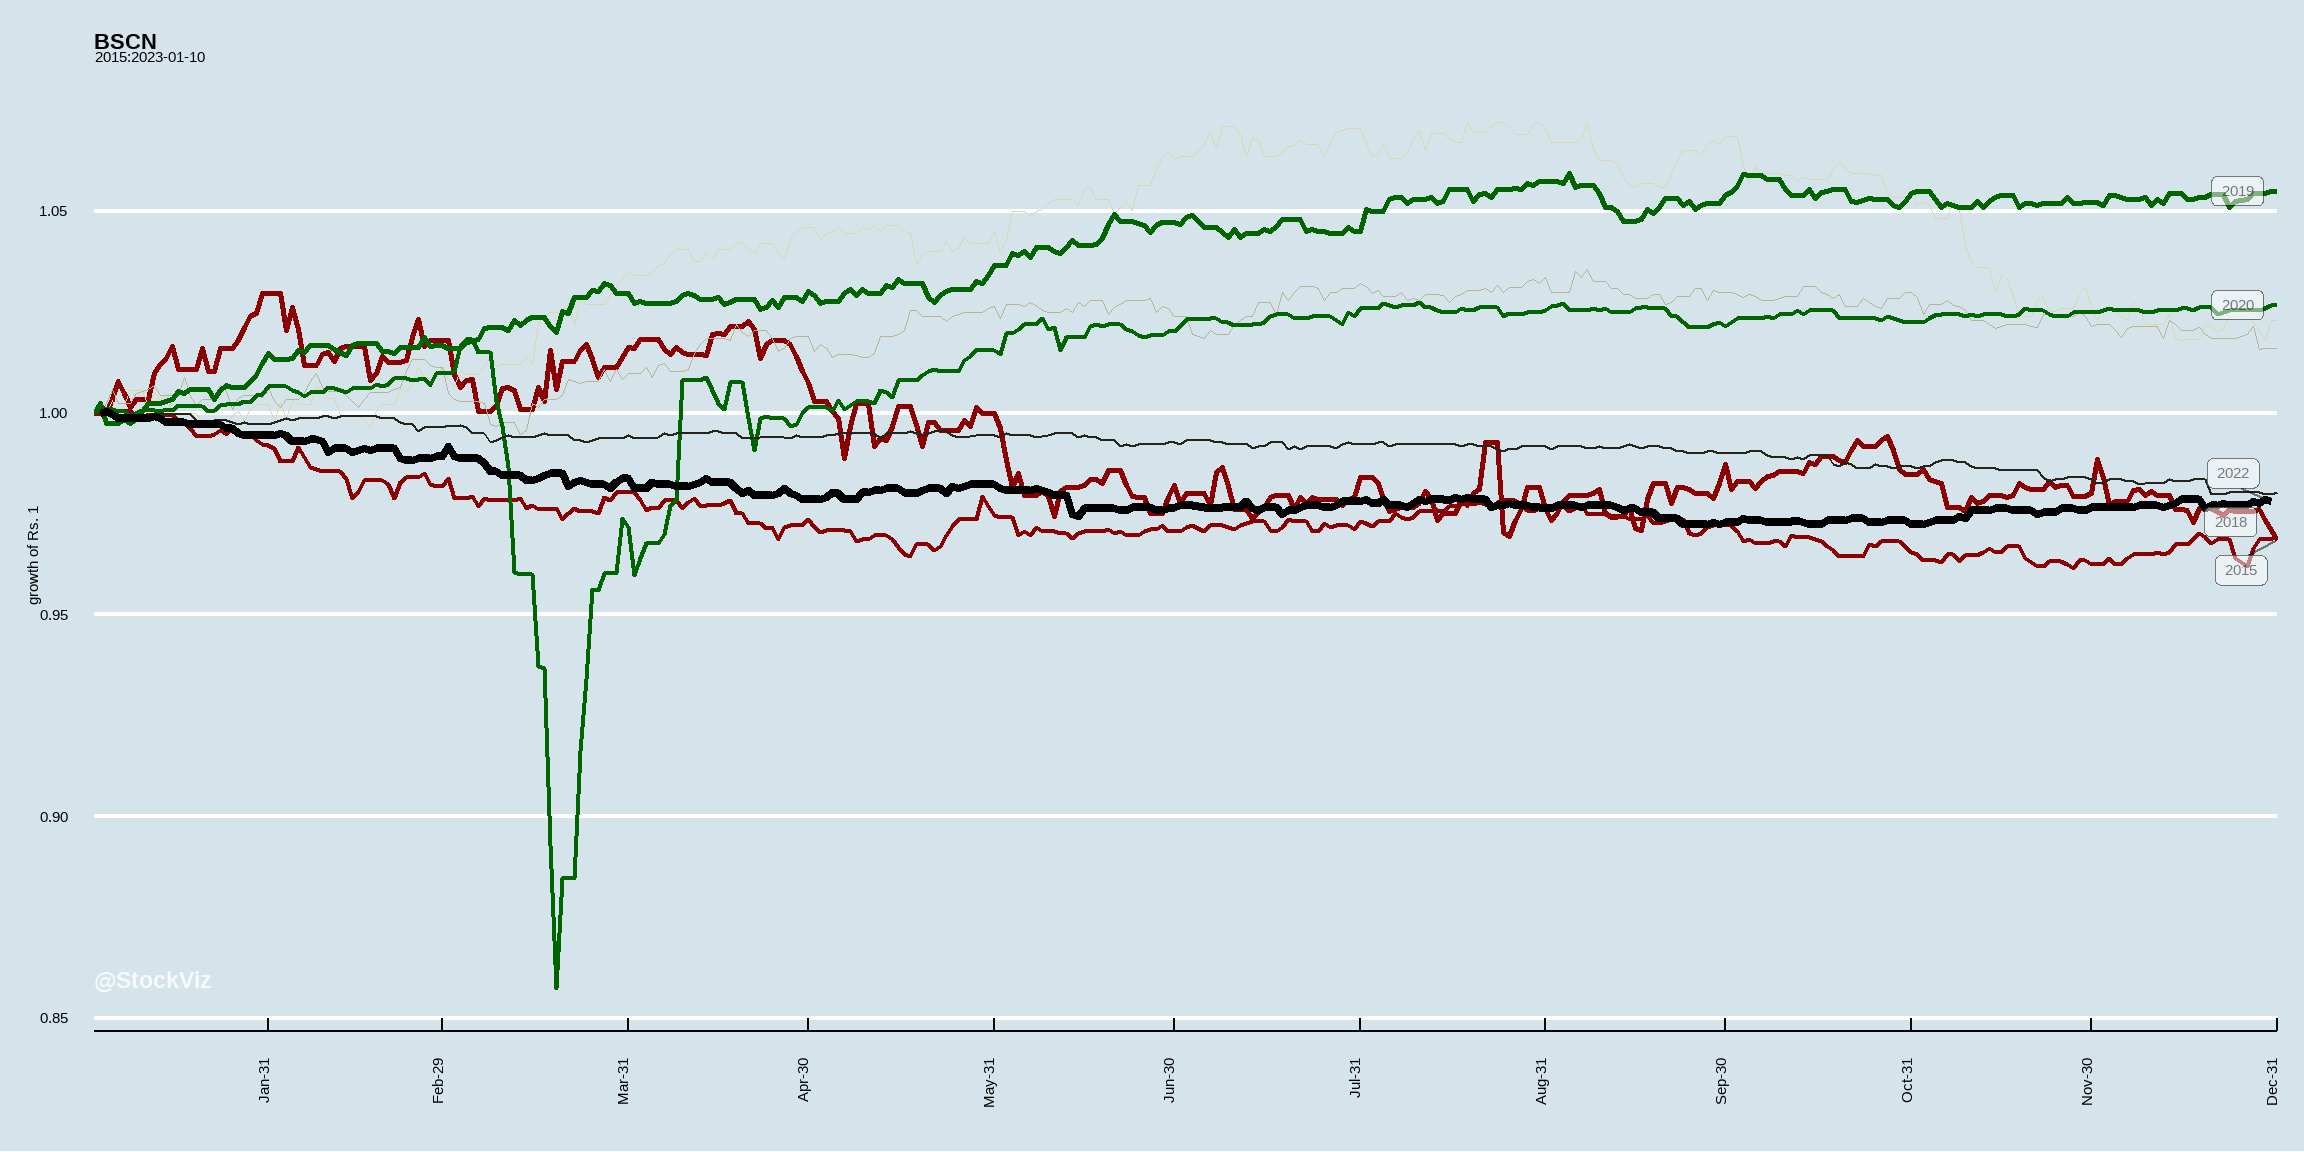 BSCN
2015:2023-01-10
growth of Rs. 1
1.05
1.00
0.95
0.90
0.85
2019
2020
2022
2018
2015
@StockViz
Jan-31
Feb-29
Mar-31
Apr-30
May-31
Jun-30
Jul-31
Aug-31
Sep-30
Oct-31
Nov-30
Dec-31